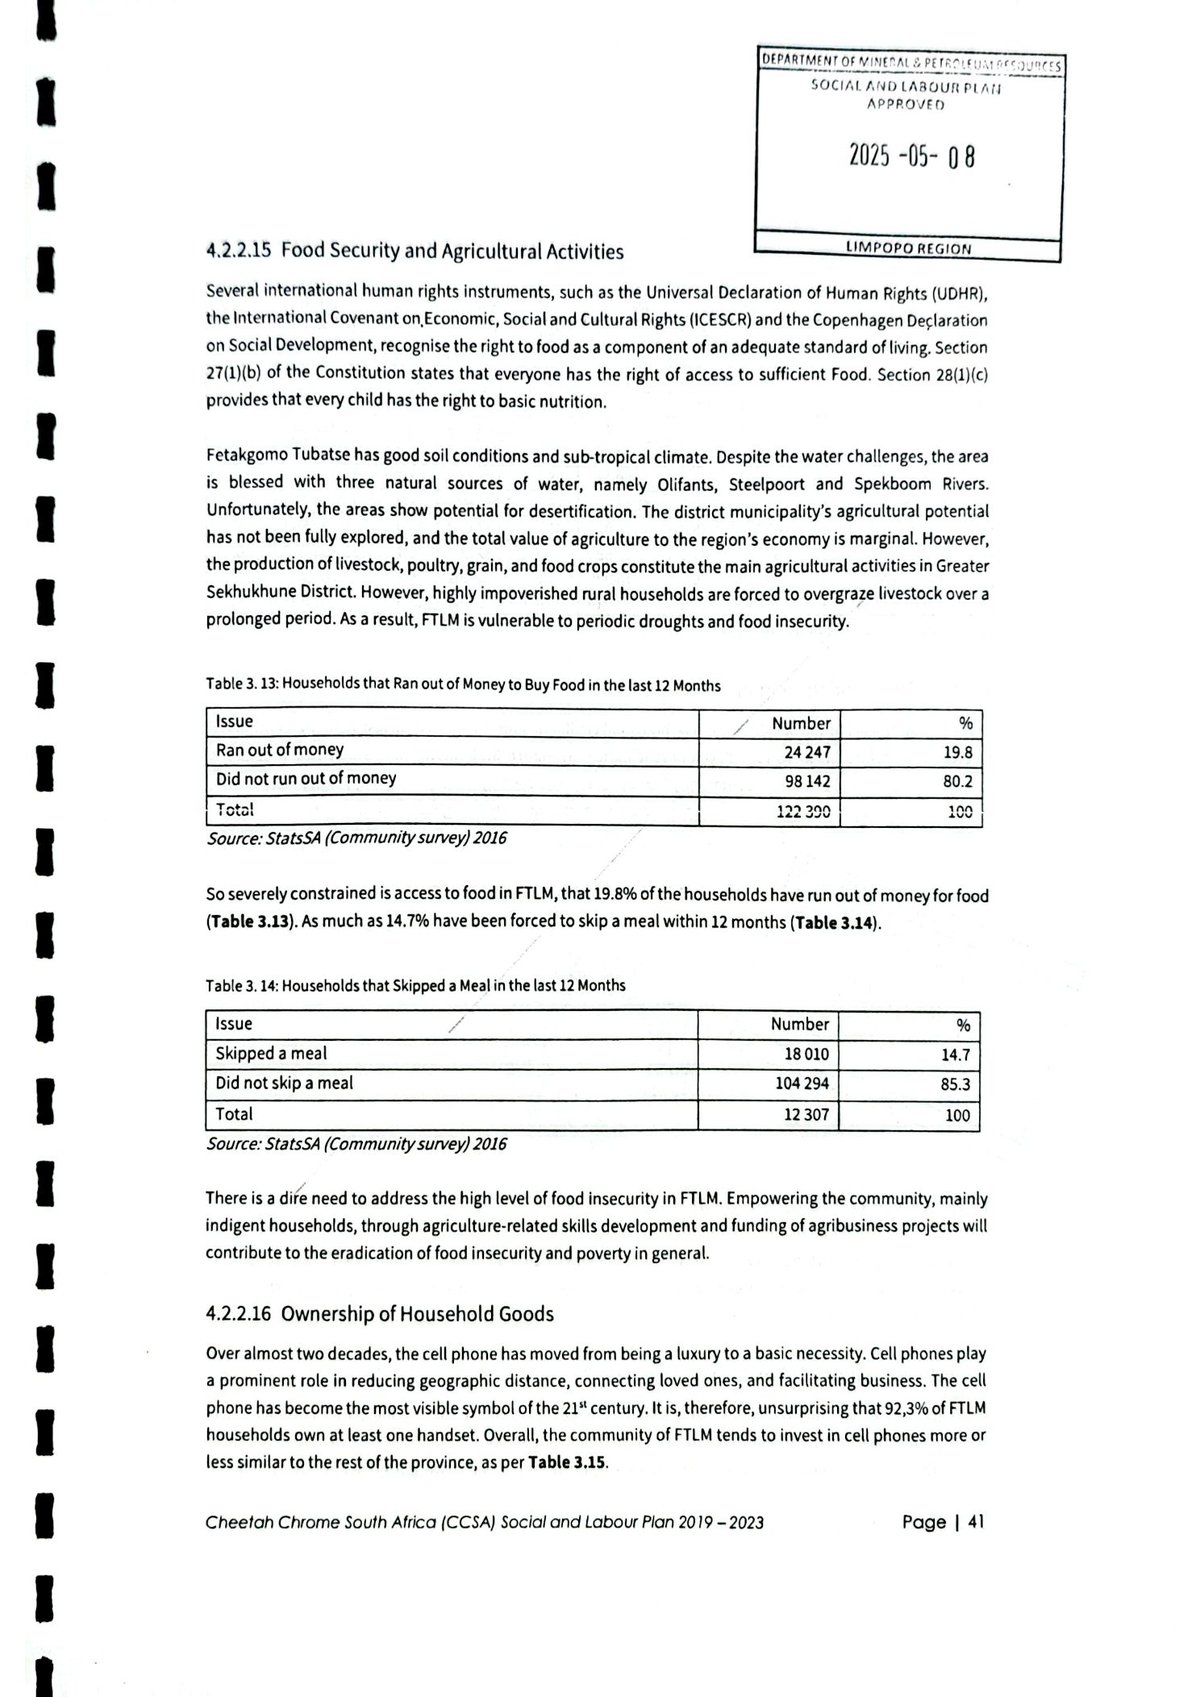 DEPARTMENT OF MINERAL & PETROLEUM RESOURCES
SOCIAL AND LABOUR PLAN
APPROVED
2025 -05- 08
LIMPOPO REGION
4.2.2.15 Food Security and Agricultural Activities
Several international human rights instruments, such as the Universal Declaration of Human Rights (UDHR),
the International Covenant on Economic, Social and Cultural Rights (ICESCR) and the Copenhagen Declaration
on Social Development, recognise the right to food as a component of an adequate standard of living. Section
27(1)(b) of the Constitution states that everyone has the right of access to sufficient Food. Section 28(1)(c)
provides that every child has the right to basic nutrition.
Fetakgomo Tubatse has good soil conditions and sub-tropical climate. Despite the water challenges, the area
is blessed with three natural sources of water, namely Olifants, Steelpoort and Spekboom Rivers.
Unfortunately, the areas show potential for desertification. The district municipality's agricultural potential
has not been fully explored, and the total value of agriculture to the region's economy is marginal. However,
the production of livestock, poultry, grain, and food crops constitute the main agricultural activities in Greater
Sekhukhune District. However, highly impoverished rural households are forced to overgraze livestock over a
prolonged period. As a result, FTLM is vulnerable to periodic droughts and food insecurity.
Table 3. 13: Households that Ran out of Money to Buy Food in the last 12 Months
Issue Number %
Ran out of money 24 247 19.8
Did not run out of money 98 142 80.2
Total 122 390 100
Source: StatsSA (Community survey) 2016
So severely constrained is access to food in FTLM, that 19.8% of the households have run out of money for food
(Table 3.13). As much as 14.7% have been forced to skip a meal within 12 months (Table 3.14).
Table 3. 14: Households that Skipped a Meal in the last 12 Months
Issue Number %
Skipped a meal 18 010 14.7
Did not skip a meal 104 294 85.3
Total 12 307 100
Source: StatsSA (Community survey) 2016
There is a dire need to address the high level of food insecurity in FTLM. Empowering the community, mainly
indigent households, through agriculture-related skills development and funding of agribusiness projects will
contribute to the eradication of food insecurity and poverty in general.
4.2.2.16 Ownership of Household Goods
Over almost two decades, the cell phone has moved from being a luxury to a basic necessity. Cell phones play
a prominent role in reducing geographic distance, connecting loved ones, and facilitating business. The cell
phone has become the most visible symbol of the 21st century. It is, therefore, unsurprising that 92,3% of FTLM
households own at least one handset. Overall, the community of FTLM tends to invest in cell phones more or
less similar to the rest of the province, as per Table 3.15.
Cheetah Chrome South Africa (CCSA) Social and Labour Plan 2019 – 2023 Page | 41